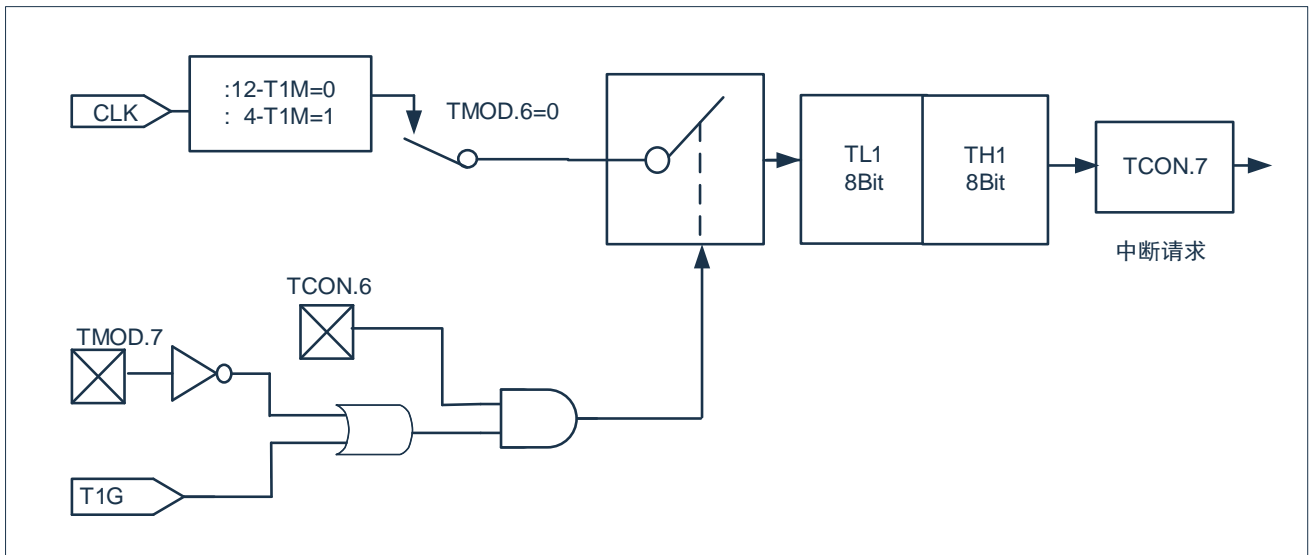 :12-T1M=0
: 4-T1M=1
CLK
TMOD.6=0
TL1
8Bit
TH1
8Bit
TCON.7
中断请求
TCON.6
TMOD.7
T1G